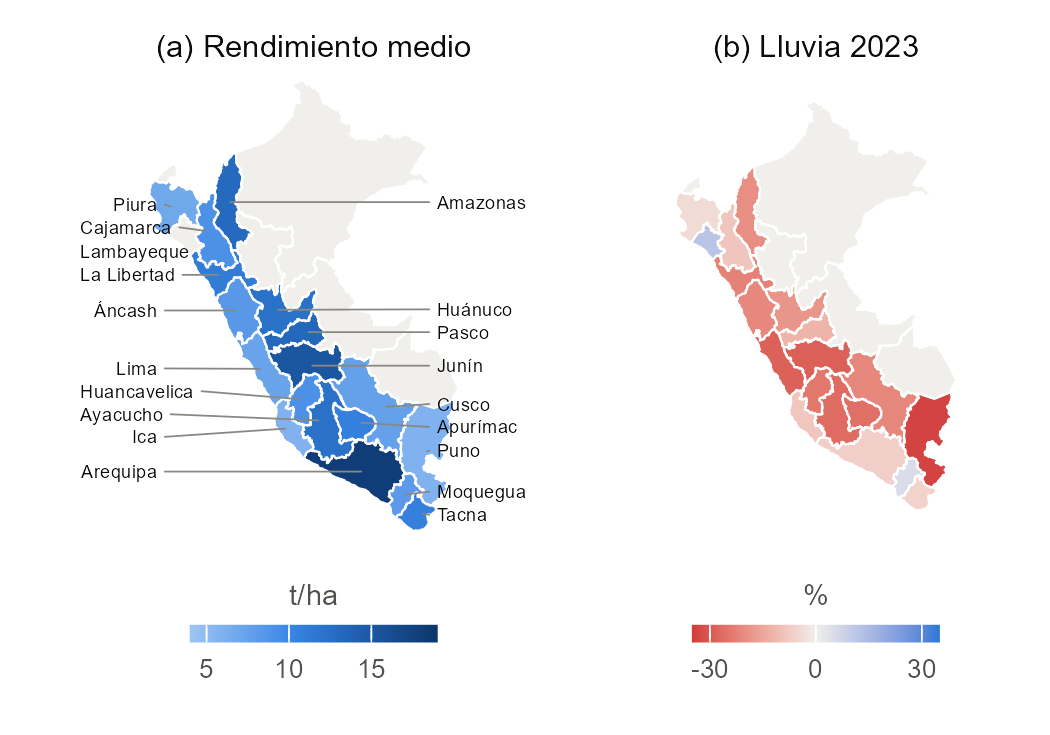 (a) Rendimiento medio
(b) Lluvia 2023
Piura
Cajamarca
Lambayeque
La Libertad
Áncash
Lima
Huancavelica
Ayacucho
Ica
Arequipa
Amazonas
Huánuco
Pasco
Junín
Cusco
Apurímac
Puno
Moquegua
Tacna
t/ha
5 10 15
%
-30 0 30